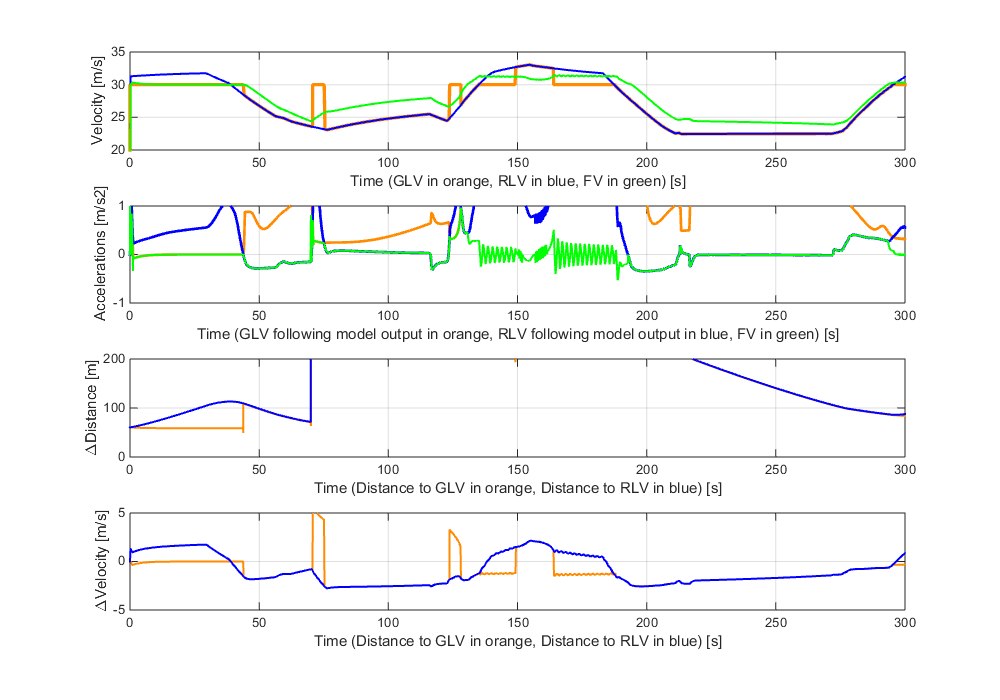 35
30
25
20
Velocity [m/s]
0 50 100 150 200 250 300
Time (GLV in orange, RLV in blue, FV in green) [s]
1
0
-1
Accelerations [m/s2]
0 50 100 150 200 250 300
Time (GLV following model output in orange, RLV following model output in blue, FV in green) [s]
200
100
0
ΔDistance [m]
0 50 100 150 200 250 300
Time (Distance to GLV in orange, Distance to RLV in blue) [s]
5
0
-5
ΔVelocity [m/s]
0 50 100 150 200 250 300
Time (Distance to GLV in orange, Distance to RLV in blue) [s]